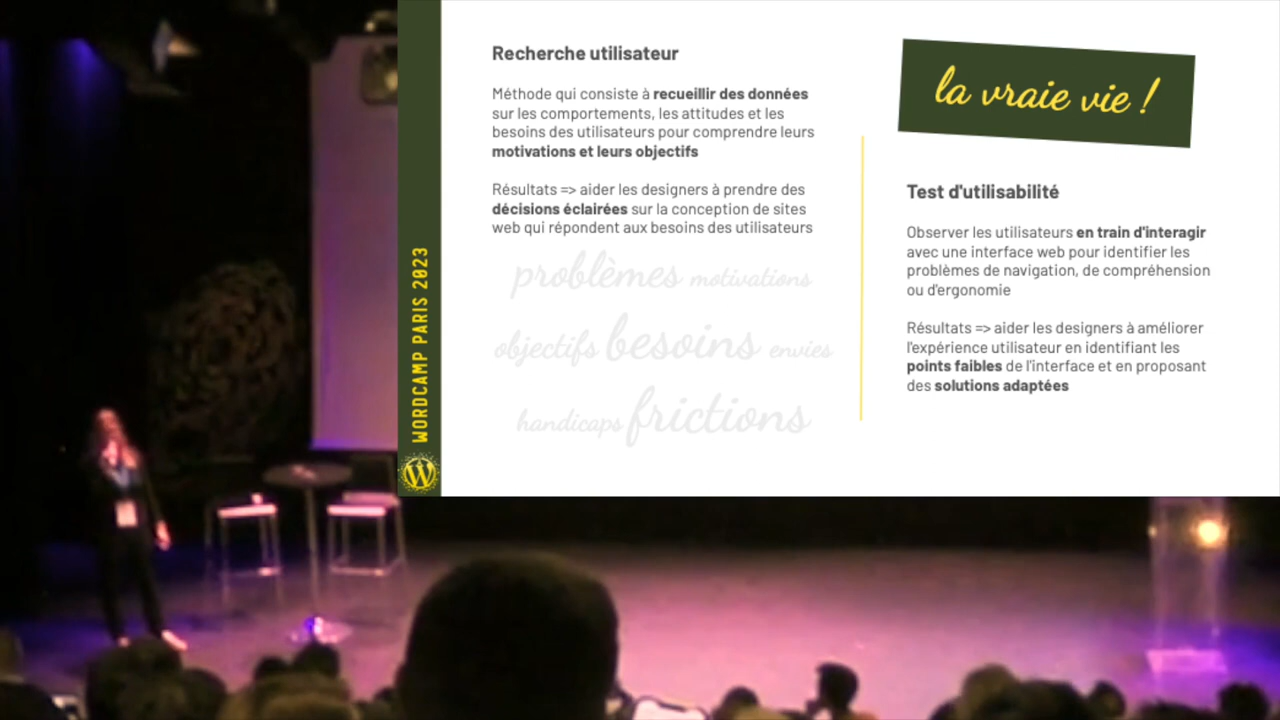 WORDCAMP PARIS 2023
Recherche utilisateur
Méthode qui consiste à recueillir des données
sur les comportements, les attitudes et les
besoins des utilisateurs pour comprendre leurs
motivations et leurs objectifs
Résultats => aider les designers à prendre des
décisions éclairées sur la conception de sites
web qui répondent aux besoins des utilisateurs
problèmes motivations
objectifs besoins envies
handicaps frictions
la vraie vie !
Test d'utilisabilité
Observer les utilisateurs en train d'interagir
avec une interface web pour identifier les
problèmes de navigation, de compréhension
ou d'ergonomie
Résultats => aider les designers à améliorer
l'expérience utilisateur en identifiant les
points faibles de l'interface et en proposant
des solutions adaptées